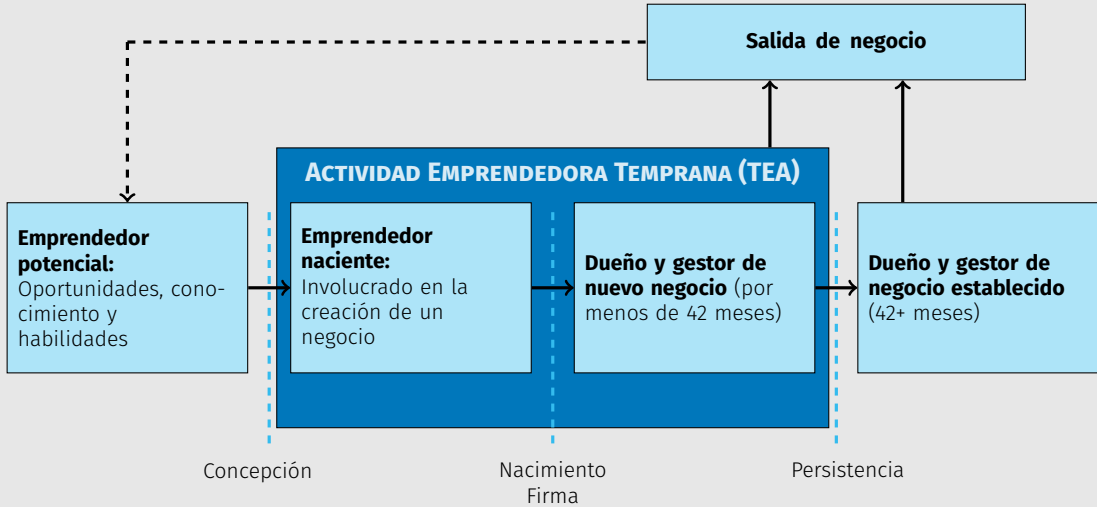 Salida de negocio
Actividad Emprendedora Temprana (TEA)
Emprendedor
potencial:
Oportunidades, cono-
cimiento y
habilidades
Emprendedor
naciente:
Involucrado en la
creación de un
negocio
Dueño y gestor de
nuevo negocio (por
menos de 42 meses)
Dueño y gestor de
negocio establecido
(42+ meses)
Concepción
Nacimiento
Firma
Persistencia